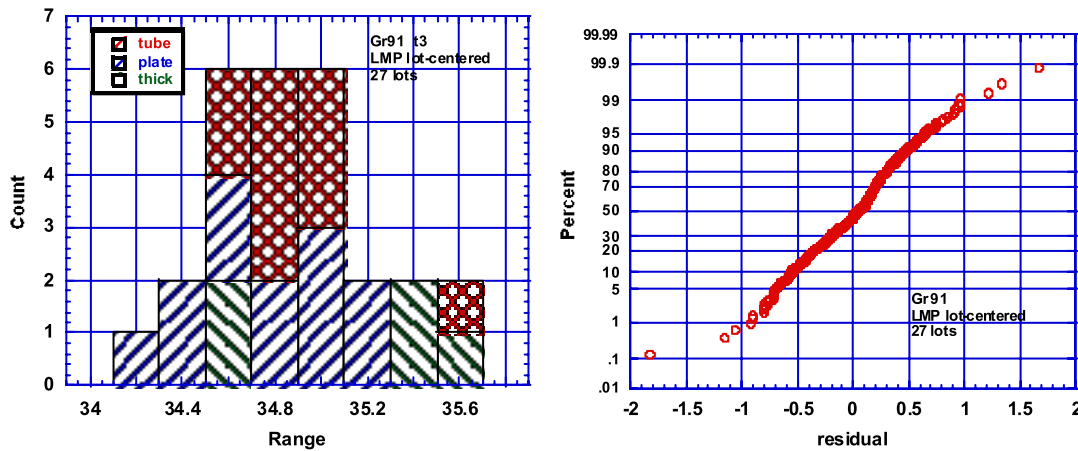 7
6
5
4
3
2
1
0
Count
tube
plate
thick
Gr91 t3
LMP lot-centered
27 lots
34
34.4
34.8
35.2
35.6
Range
99.99
99.9
99
95
90
80
70
50
30
20
10
5
1
.1
.01
Percent
Gr91
LMP lot-centered
27 lots
-2
-1.5
-1
-0.5
0
0.5
1
1.5
2
residual